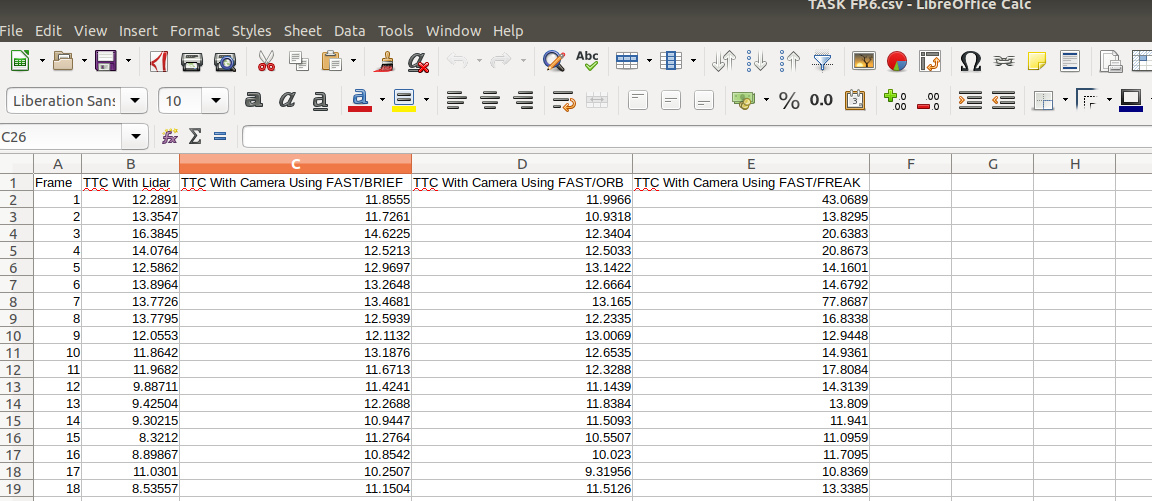 TASK FP.6.csv - LibreOffice Calc
File Edit View Insert Format Styles Sheet Data Tools Window Help
Abc
Liberation Sans 10 a a a a % 0.0 3 .00 .00 0.0
C26
A B C D E F G H
1 Frame TTC With Lidar TTC With Camera Using FAST/BRIEF TTC With Camera Using FAST/ORB TTC With Camera Using FAST/FREAK
2 1 12.2891 11.8555 11.9966 43.0689
3 2 13.3547 11.7261 10.9318 13.8295
4 3 16.3845 14.6225 12.3404 20.6383
5 4 14.0764 12.5213 12.5033 20.8673
6 5 12.5862 12.9697 13.1422 14.1601
7 6 13.8964 13.2648 12.6664 14.6792
8 7 13.7726 13.4681 13.165 77.8687
9 8 13.7795 12.5939 12.2335 16.8338
10 9 12.0553 12.1132 13.0069 12.9448
11 10 11.8642 13.1876 12.6535 14.9361
12 11 11.9682 11.6713 12.3288 17.8084
13 12 9.88711 11.4241 11.1439 14.3139
14 13 9.42504 12.2688 11.8384 13.809
15 14 9.30215 10.9447 11.5093 11.941
16 15 8.3212 11.2764 10.5507 11.0959
17 16 8.89867 10.8542 10.023 11.7095
18 17 11.0301 10.2507 9.31956 10.8369
19 18 8.53557 11.1504 11.5126 13.3385